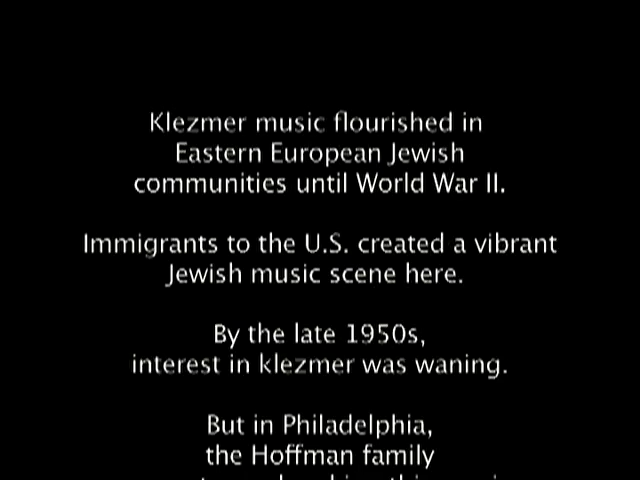 Klezmer music flourished in
Eastern European Jewish
communities until World War II.
Immigrants to the U.S. created a vibrant
Jewish music scene here.
By the late 1950s,
interest in klezmer was waning.
But in Philadelphia,
the Hoffman family